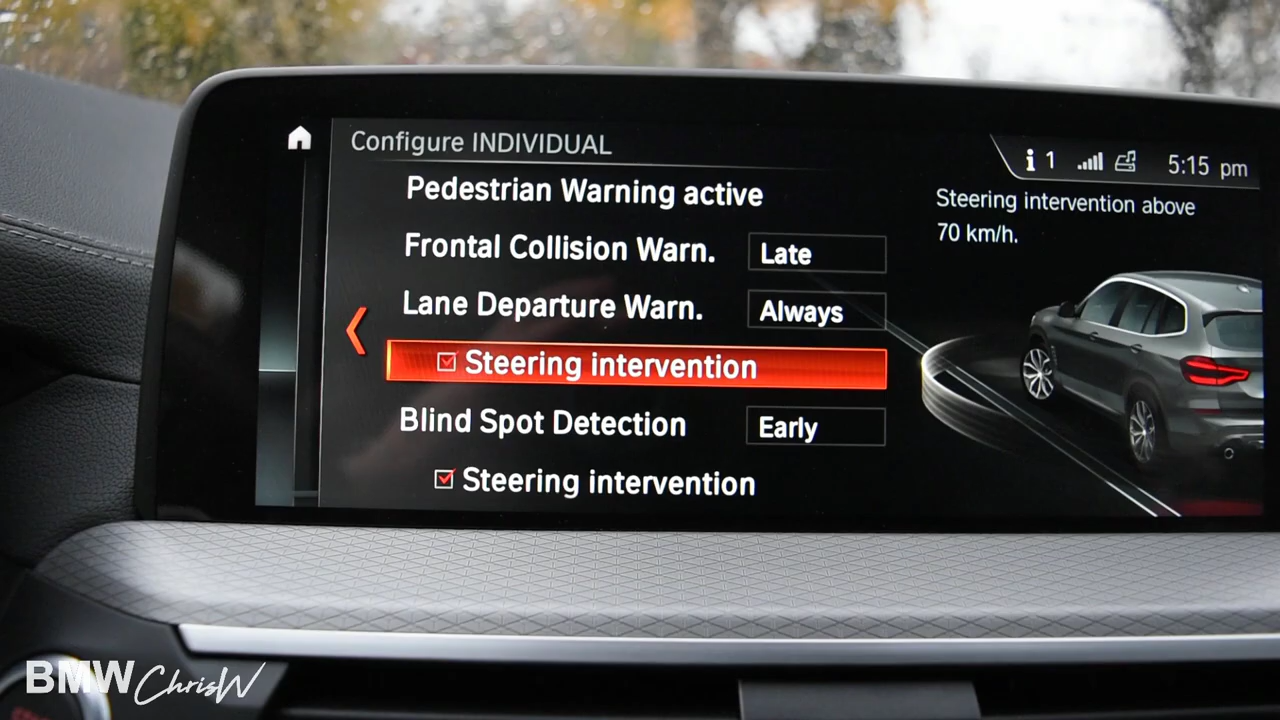 Configure INDIVIDUAL
1 5:15 pm
Pedestrian Warning active
Frontal Collision Warn. Late
Lane Departure Warn. Always
Steering intervention
Blind Spot Detection Early
Steering intervention
Steering intervention above
70 km/h.
BMW ChrisW